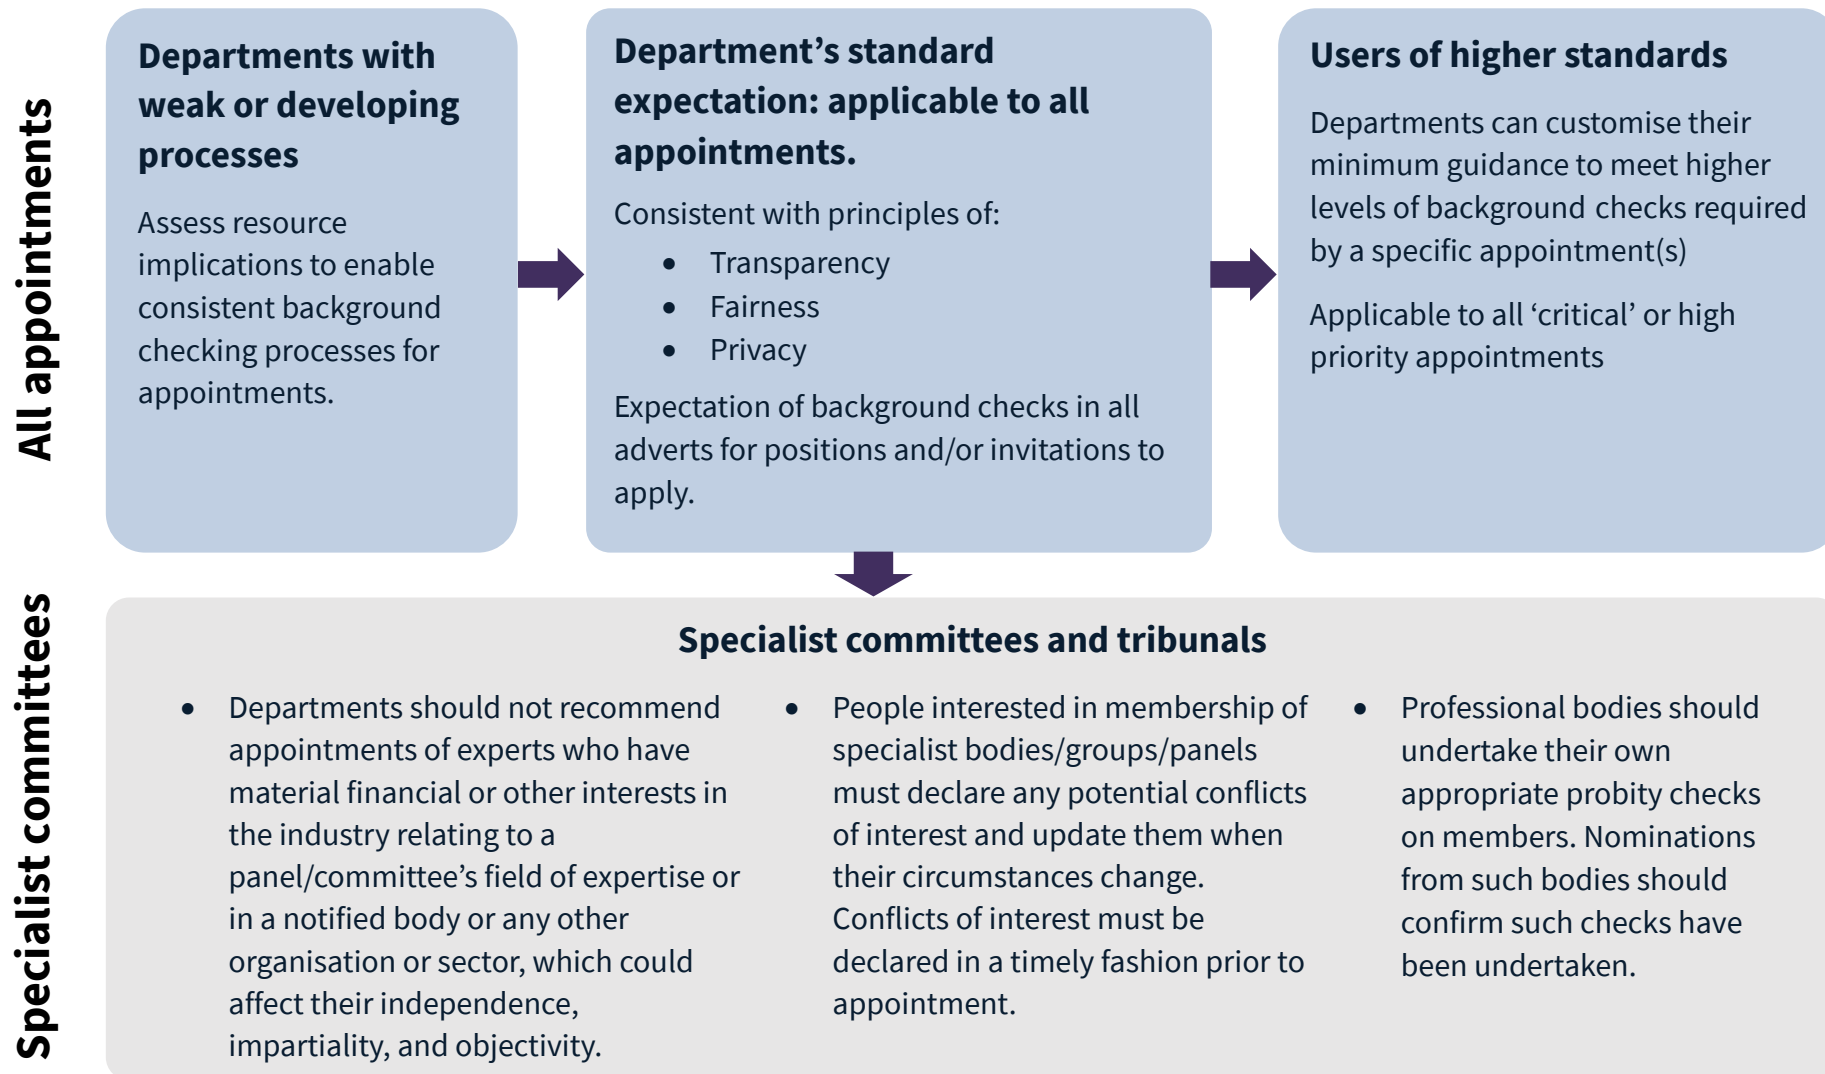 All appointments
Departments with
weak or developing
processes
Assess resource
implications to enable
consistent background
checking processes for
appointments.
Department’s standard
expectation: applicable to all
appointments.
Consistent with principles of:
• Transparency
• Fairness
• Privacy
Expectation of background checks in all
adverts for positions and/or invitations to
apply.
Users of higher standards
Departments can customise their
minimum guidance to meet higher
levels of background checks required
by a specific appointment(s)
Applicable to all ‘critical’ or high
priority appointments
Specialist committees
Specialist committees and tribunals
• Departments should not recommend
appointments of experts who have
material financial or other interests in
the industry relating to a
panel/committee’s field of expertise or
in a notified body or any other
organisation or sector, which could
affect their independence,
impartiality, and objectivity.
• People interested in membership of
specialist bodies/groups/panels
must declare any potential conflicts
of interest and update them when
their circumstances change.
Conflicts of interest must be
declared in a timely fashion prior to
appointment.
• Professional bodies should
undertake their own
appropriate probity checks
on members. Nominations
from such bodies should
confirm such checks have
been undertaken.